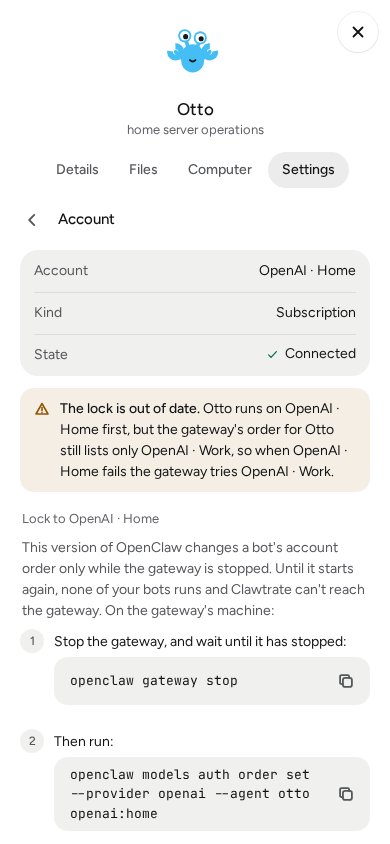 Otto
home server operations
Details Files Computer Settings
Account
Account OpenAI · Home
Kind Subscription
State Connected
The lock is out of date. Otto runs on OpenAI ·
Home first, but the gateway's order for Otto
still lists only OpenAI · Work, so when OpenAI ·
Home fails the gateway tries OpenAI · Work.
Lock to OpenAI · Home
This version of OpenClaw changes a bot's account
order only while the gateway is stopped. Until it starts
again, none of your bots runs and Clawtrate can't reach
the gateway. On the gateway's machine:
1 Stop the gateway, and wait until it has stopped:
openclaw gateway stop
2 Then run:
openclaw models auth order set
--provider openai --agent otto
openai:home